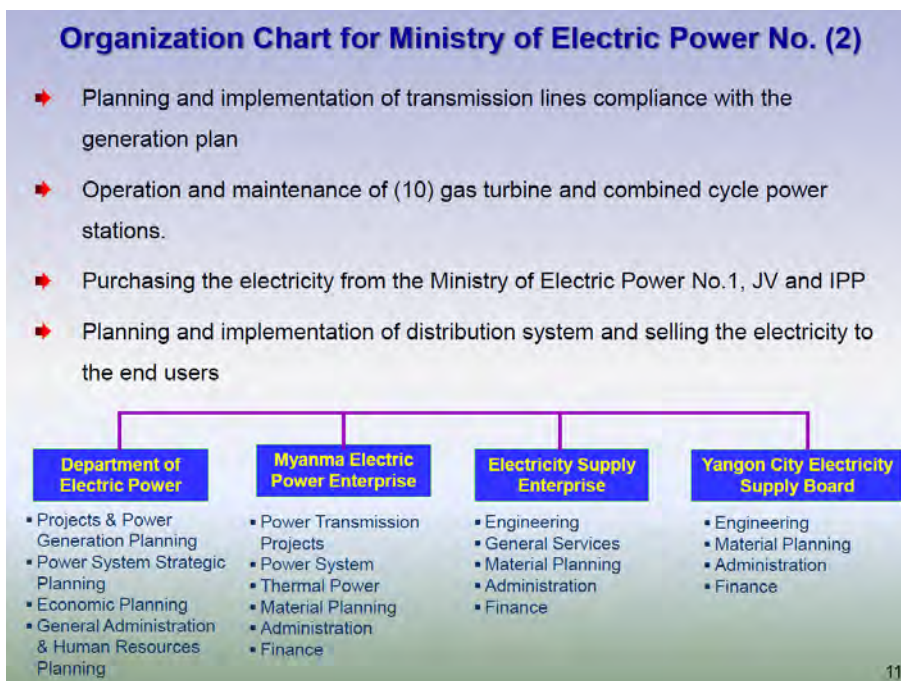 Organization Chart for Ministry of Electric Power No. (2)
Planning and implementation of transmission lines compliance with the
generation plan
Operation and maintenance of (10) gas turbine and combined cycle power
stations.
Purchasing the electricity from the Ministry of Electric Power No.1, JV and IPP
Planning and implementation of distribution system and selling the electricity to
the end users
Department of
Electric Power
▪ Projects & Power
Generation Planning
▪ Power System Strategic
Planning
▪ Economic Planning
▪ General Administration
& Human Resources
Planning
Myanma Electric
Power Enterprise
▪ Power Transmission
Projects
▪ Power System
▪ Thermal Power
▪ Material Planning
▪ Administration
▪ Finance
Electricity Supply
Enterprise
▪ Engineering
▪ General Services
▪ Material Planning
▪ Administration
▪ Finance
Yangon City Electricity
Supply Board
▪ Engineering
▪ Material Planning
▪ Administration
▪ Finance
11